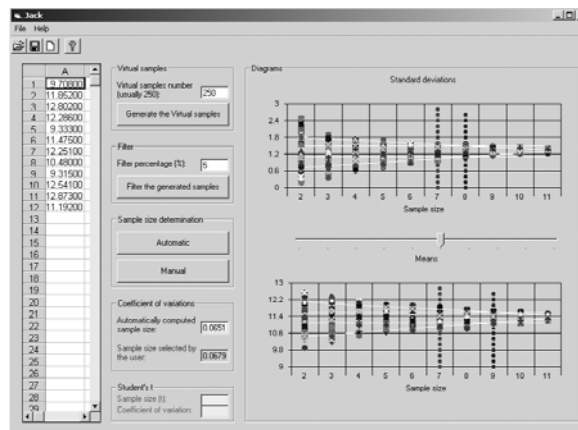 Jack
File Help
A
1 9.70800
2 11.85200
3 12.80200
4 12.28600
5 9.33300
6 11.47500
7 12.25100
8 10.48000
9 9.31500
10 12.54100
11 12.87300
12 11.19200
13
14
15
16
17
18
19
20
21
22
23
24
25
26
27
28
29
Virtual samples
Virtual samples number
(usually 250):
250
Generate the Virtual samples
Filter
Filter percentage (%):
5
Filter the generated samples
Sample size determination
Automatic
Manual
Coefficient of variations
Automatically computed
sample size:
0.0651
Sample size selected by
the user:
0.0679
Student's t
Sample size (t):
Coefficient of variation:
Diagrams
Standard deviations
3
2.4
1.8
1.2
0.6
0
2 3 4 5 6 7 8 9 10 11
Sample size
Means
13
12.2
11.4
10.6
9.8
9
2 3 4 5 6 7 8 9 10 11
Sample size